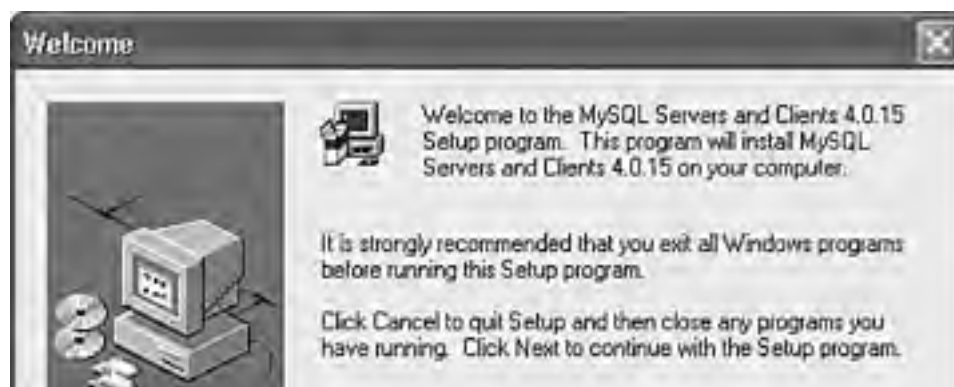 Welcome
Welcome to the MySQL Servers and Clients 4.0.15
Setup program. This program will install MySQL
Servers and Clients 4.0.15 on your computer.
It is strongly recommended that you exit all Windows programs
before running this Setup program.
Click Cancel to quit Setup and then close any programs you
have running. Click Next to continue with the Setup program.